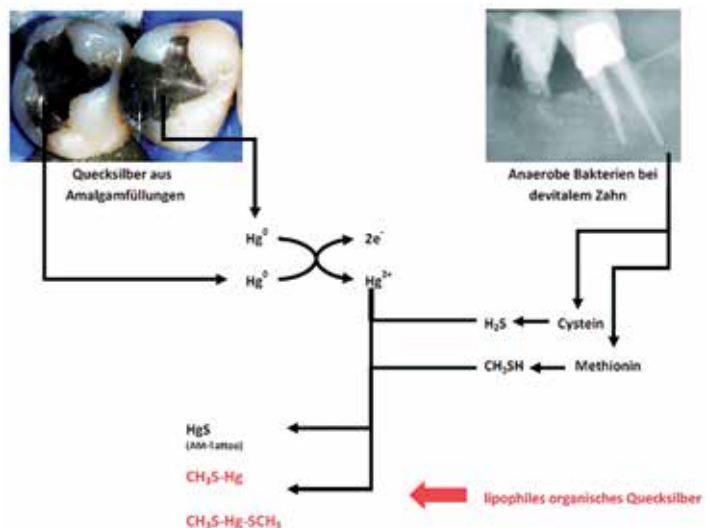 Quecksilber aus
Amalgamfüllungen
Anaerobe Bakterien bei
devitalem Zahn
Hg⁰ 2e⁻
Hg⁰ Hg²⁺
H₂S Cystein
CH₃SH Methionin
HgS
(AM-Tattoo)
CH₃S-Hg
lipophiles organisches Quecksilber
CH₃S-Hg-SCH₃